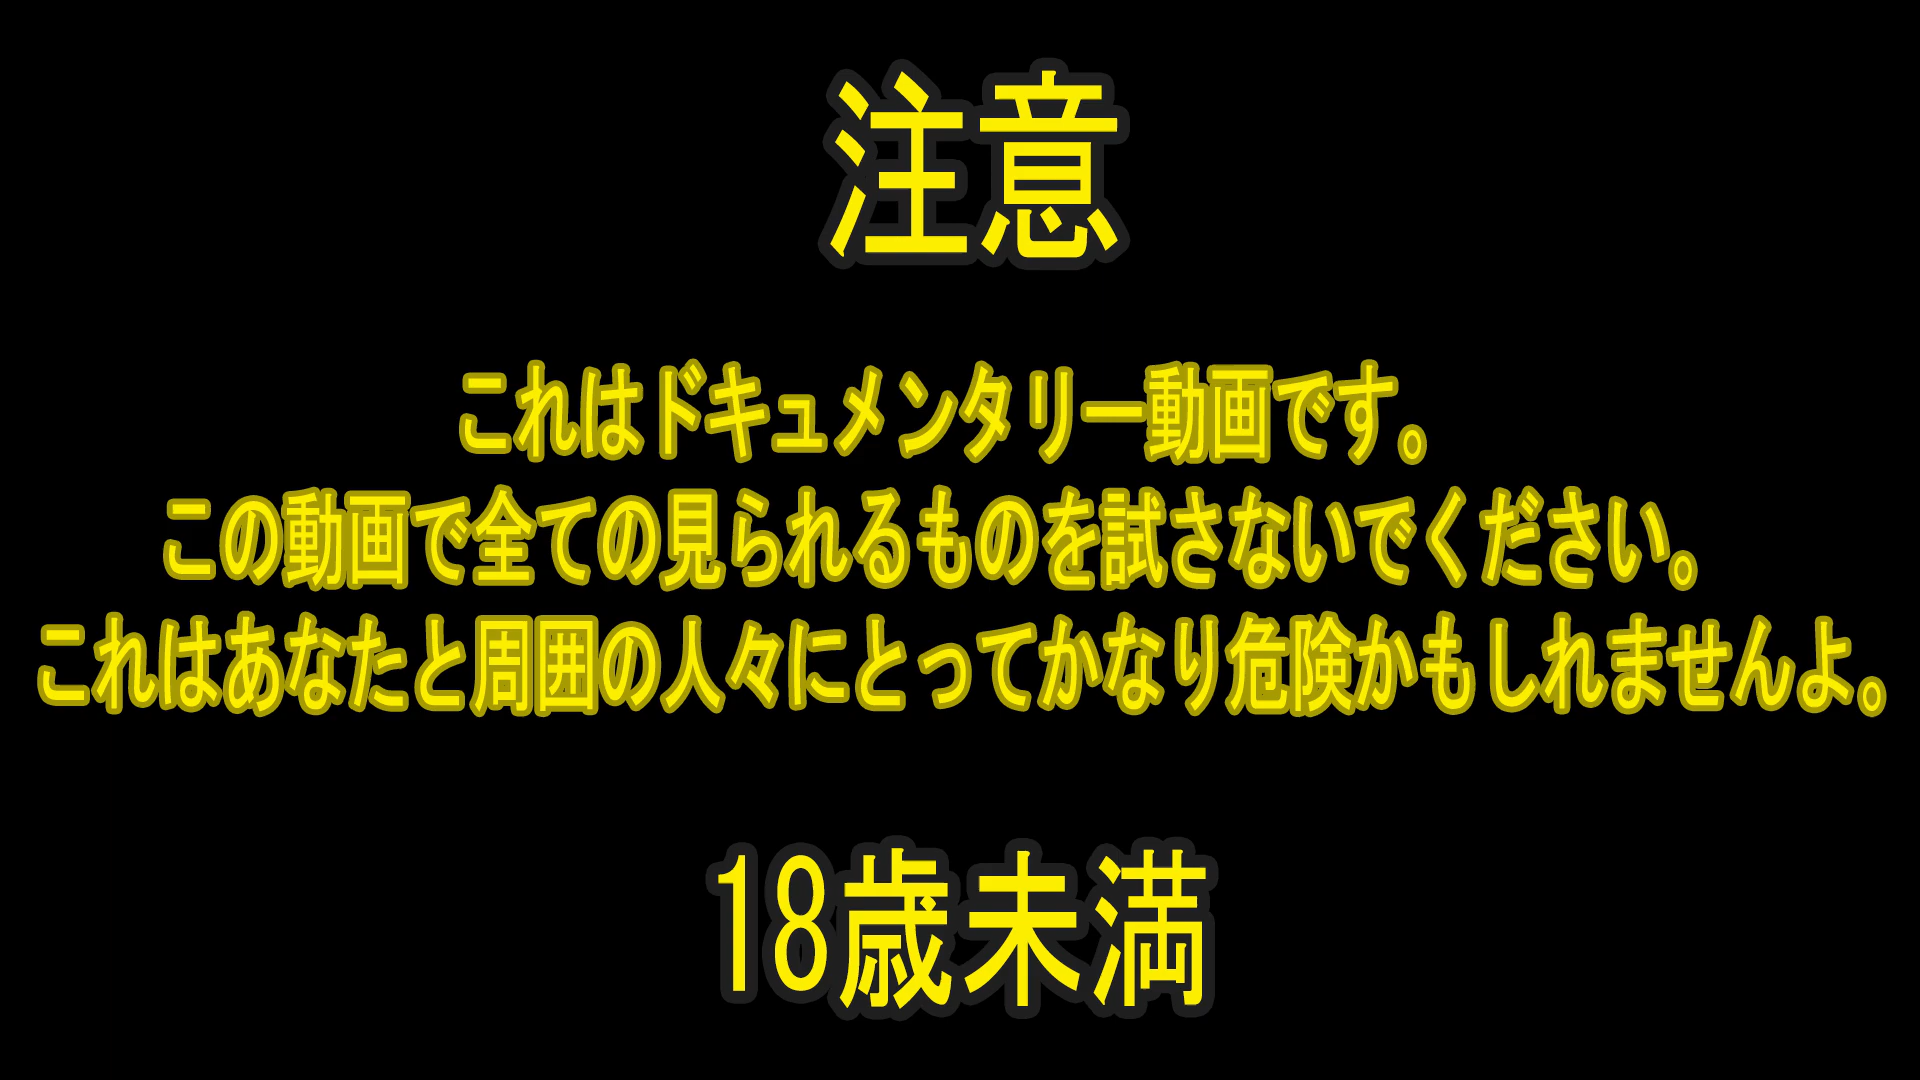 注意
これはドキュメンタリー動画です。
この動画で全ての見られるものを試さないでください。
これはあなたと周囲の人々にとってかなり危険かもしれませんよ。
18歳未満